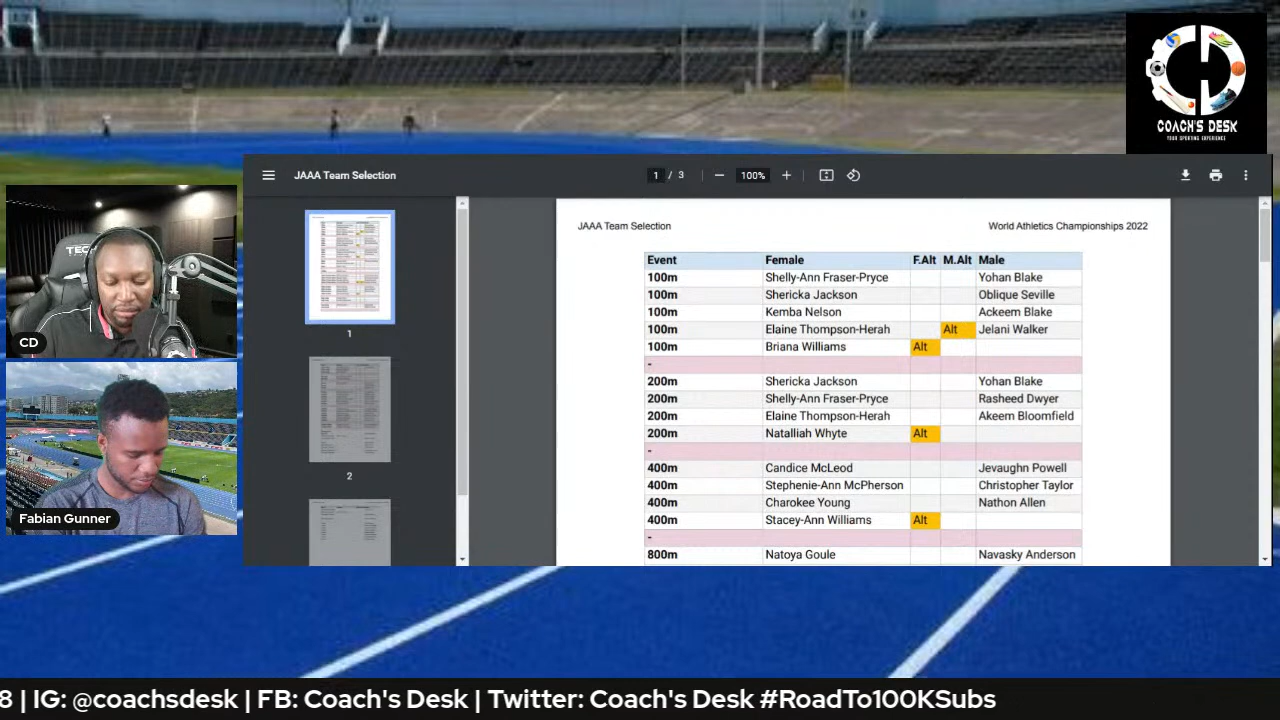 COACH'S DESK
YOUR SPORTING EXPERIENCE
JAAA Team Selection
1 / 3
100%
TEC
CD
Fabian Gunner
1
2
JAAA Team Selection World Athletics Championships 2022
Event Female F.Alt M.Alt Male
100m Shelly-Ann Fraser-Pryce Yohan Blake
100m Shericka Jackson Oblique Seville
100m Kemba Nelson Ackeem Blake
100m Elaine Thompson-Herah Alt Jelani Walker
100m Briana Williams Alt
-
200m Shericka Jackson Yohan Blake
200m Shelly-Ann Fraser-Pryce Rasheed Dwyer
200m Elaine Thompson-Herah Akeem Bloomfield
200m Natalliah Whyte Alt
-
400m Candice McLeod Jevaughn Powell
400m Stephenie-Ann McPherson Christopher Taylor
400m Charokee Young Nathon Allen
400m Stacey-Ann Williams Alt
-
800m Natoya Goule Navasky Anderson
8 | IG: @coachsdesk | FB: Coach's Desk | Twitter: Coach's Desk #RoadTo100KSubs